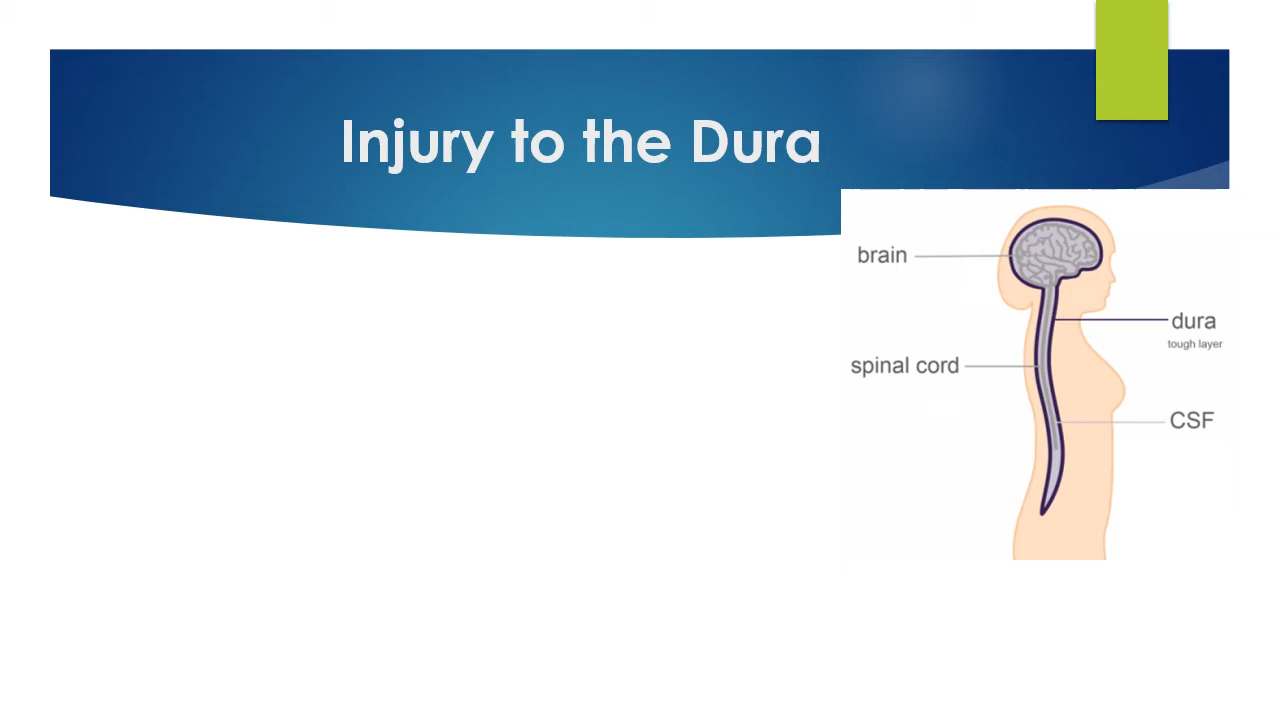 Injury to the Dura
brain
dura
tough layer
spinal cord
CSF